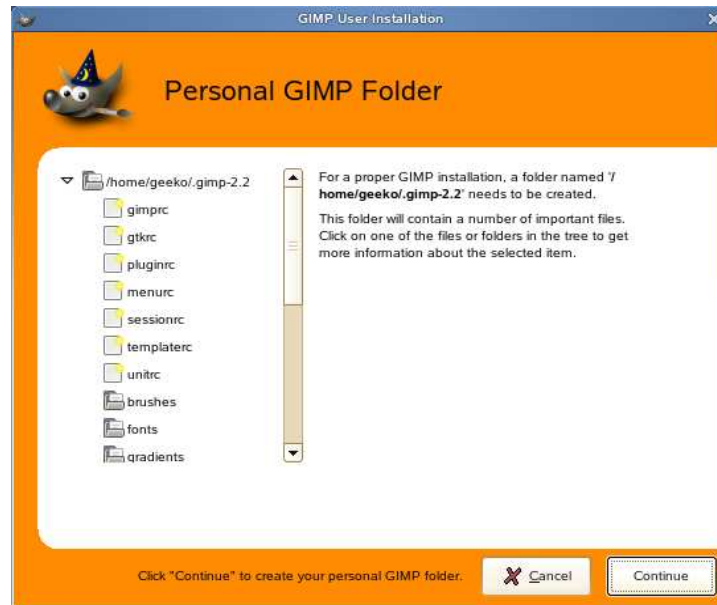 GIMP User Installation
Personal GIMP Folder
/home/geeko/.gimp-2.2
gimprc
gtkrc
pluginrc
menurc
sessionrc
templaterc
unitrc
brushes
fonts
gradients
For a proper GIMP installation, a folder named '/
home/geeko/.gimp-2.2' needs to be created.
This folder will contain a number of important files.
Click on one of the files or folders in the tree to get
more information about the selected item.
Click "Continue" to create your personal GIMP folder.
Cancel
Continue